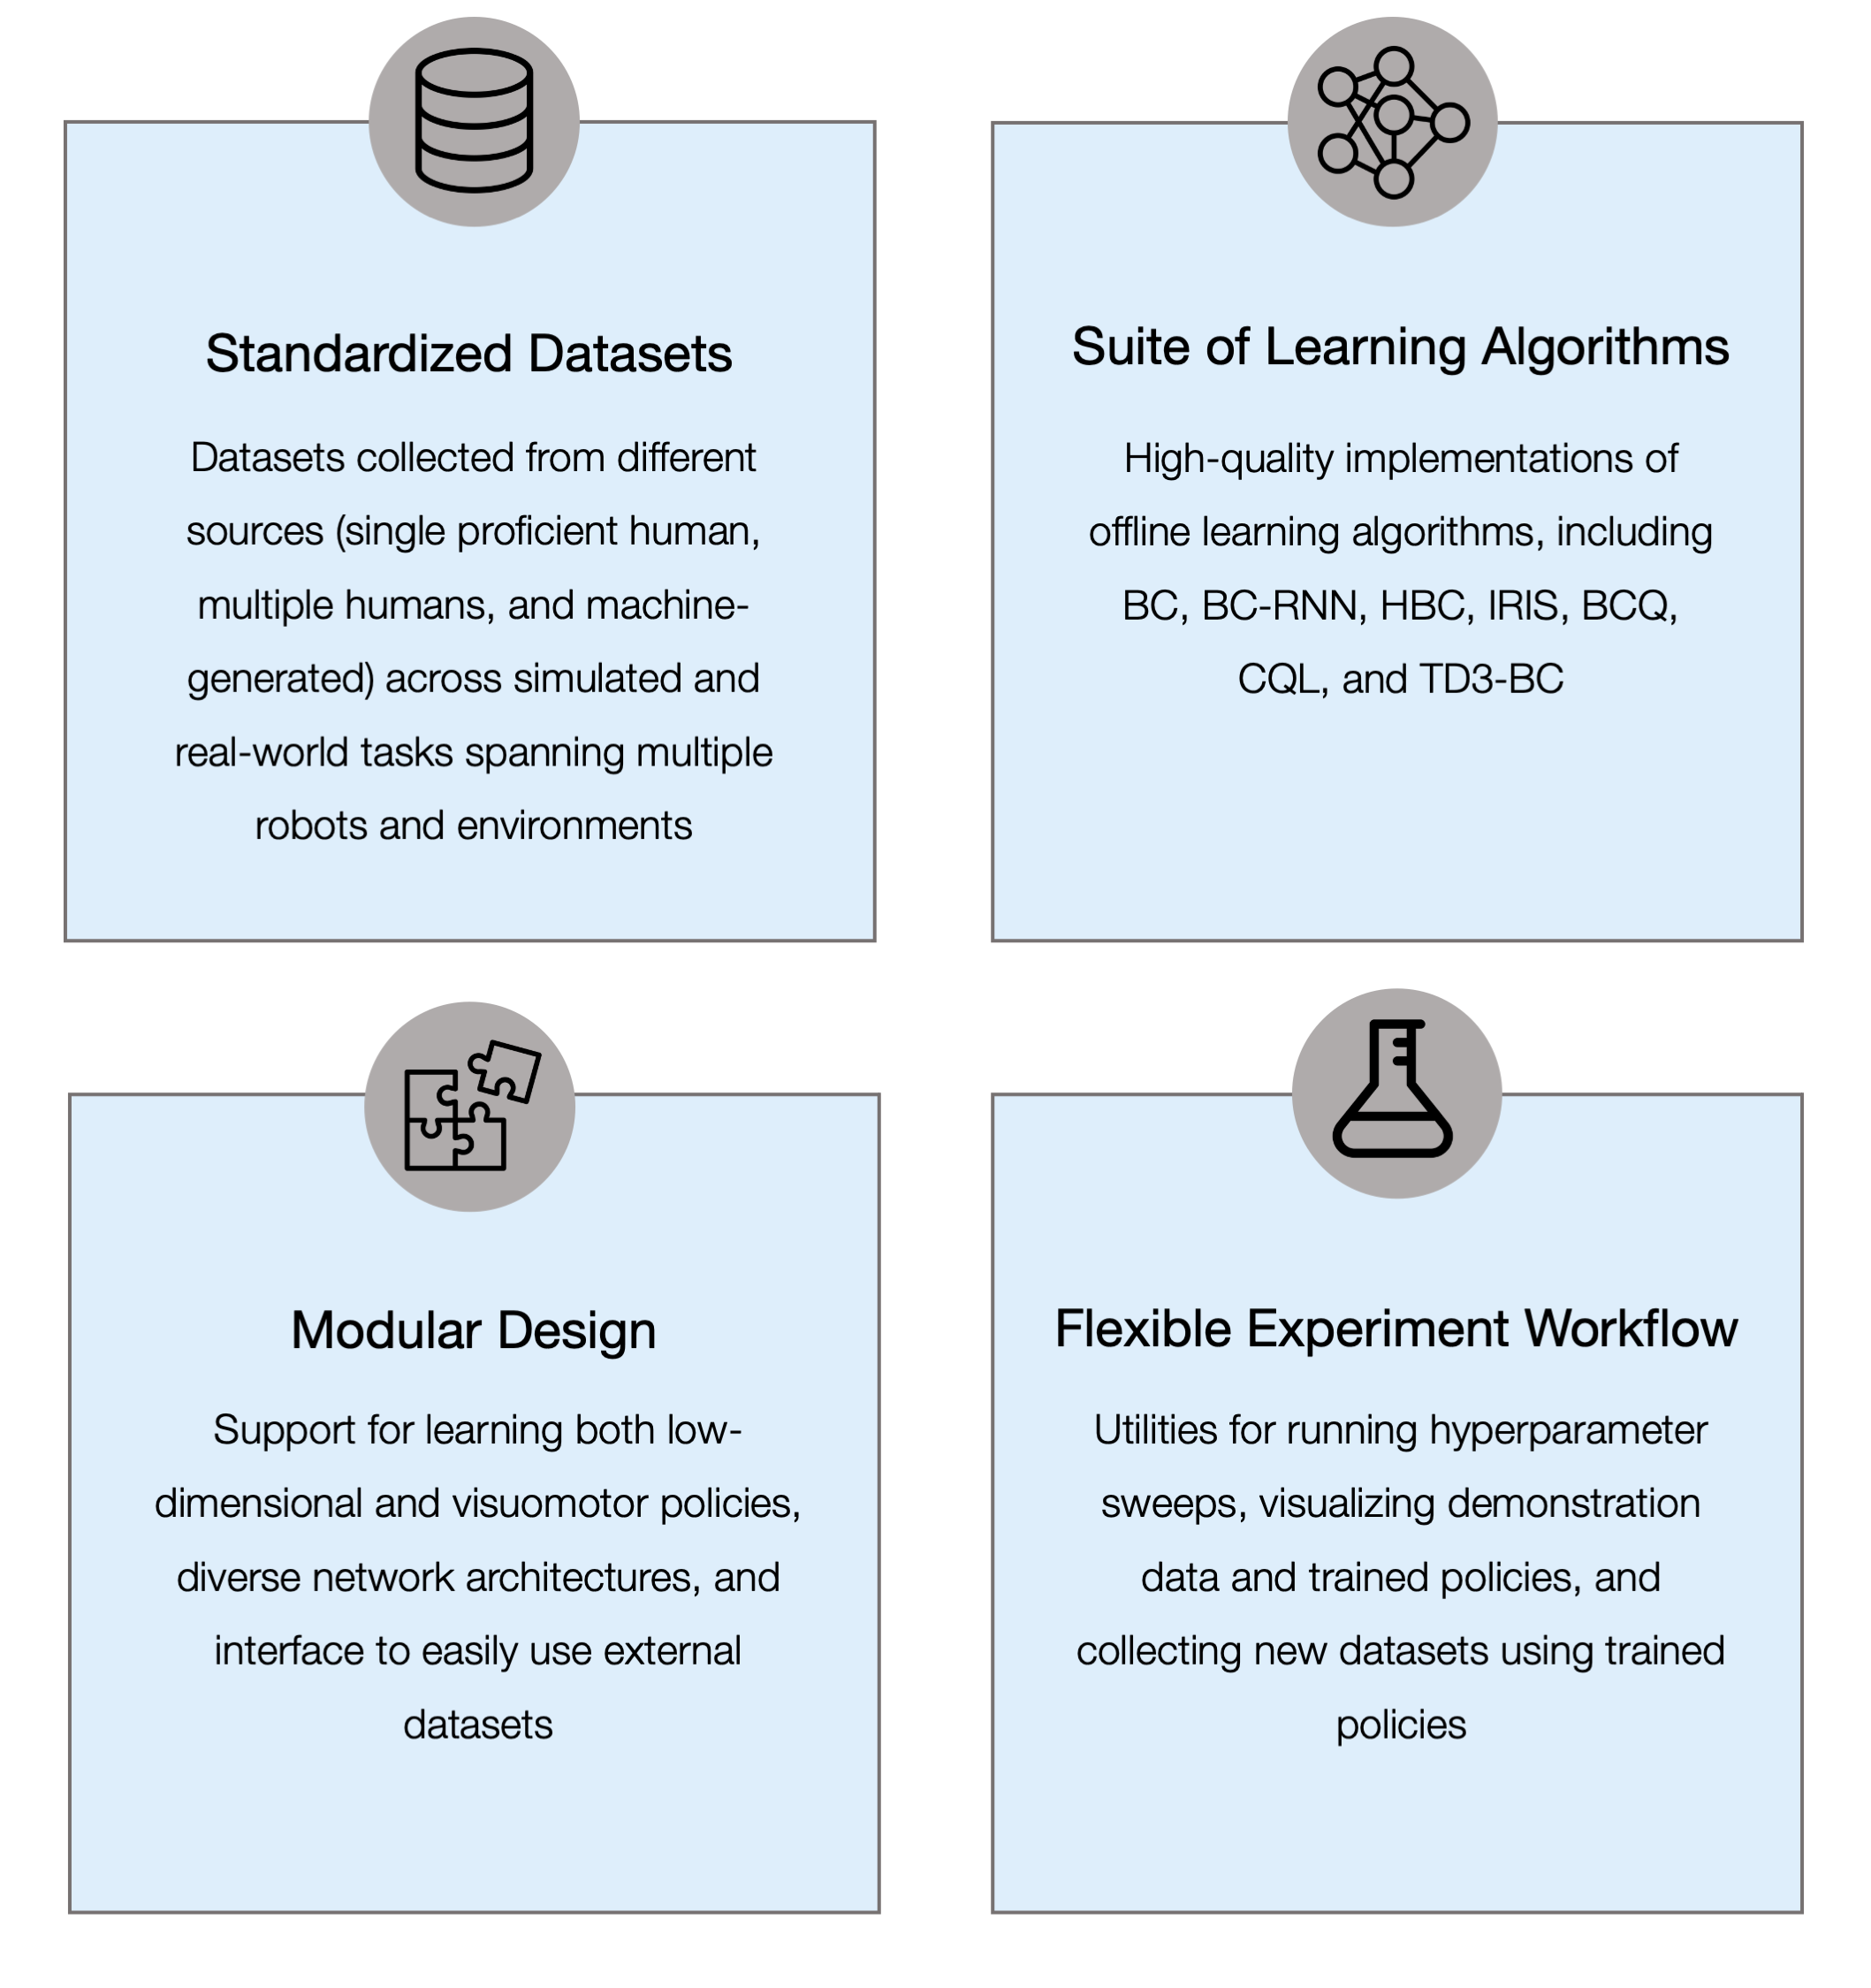 Standardized Datasets
Datasets collected from different
sources (single proficient human,
multiple humans, and machine-
generated) across simulated and
real-world tasks spanning multiple
robots and environments
Suite of Learning Algorithms
High-quality implementations of
offline learning algorithms, including
BC, BC-RNN, HBC, IRIS, BCQ,
CQL, and TD3-BC
Modular Design
Support for learning both low-
dimensional and visuomotor policies,
diverse network architectures, and
interface to easily use external
datasets
Flexible Experiment Workflow
Utilities for running hyperparameter
sweeps, visualizing demonstration
data and trained policies, and
collecting new datasets using trained
policies